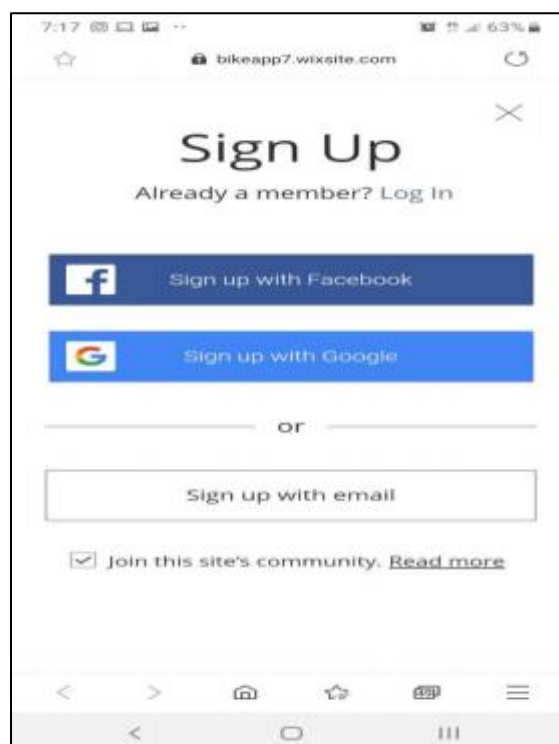 7:17
63%
bikeapp7.wixsite.com
Sign Up
Already a member? Log In
Sign up with Facebook
Sign up with Google
or
Sign up with email
Join this site's community. Read more